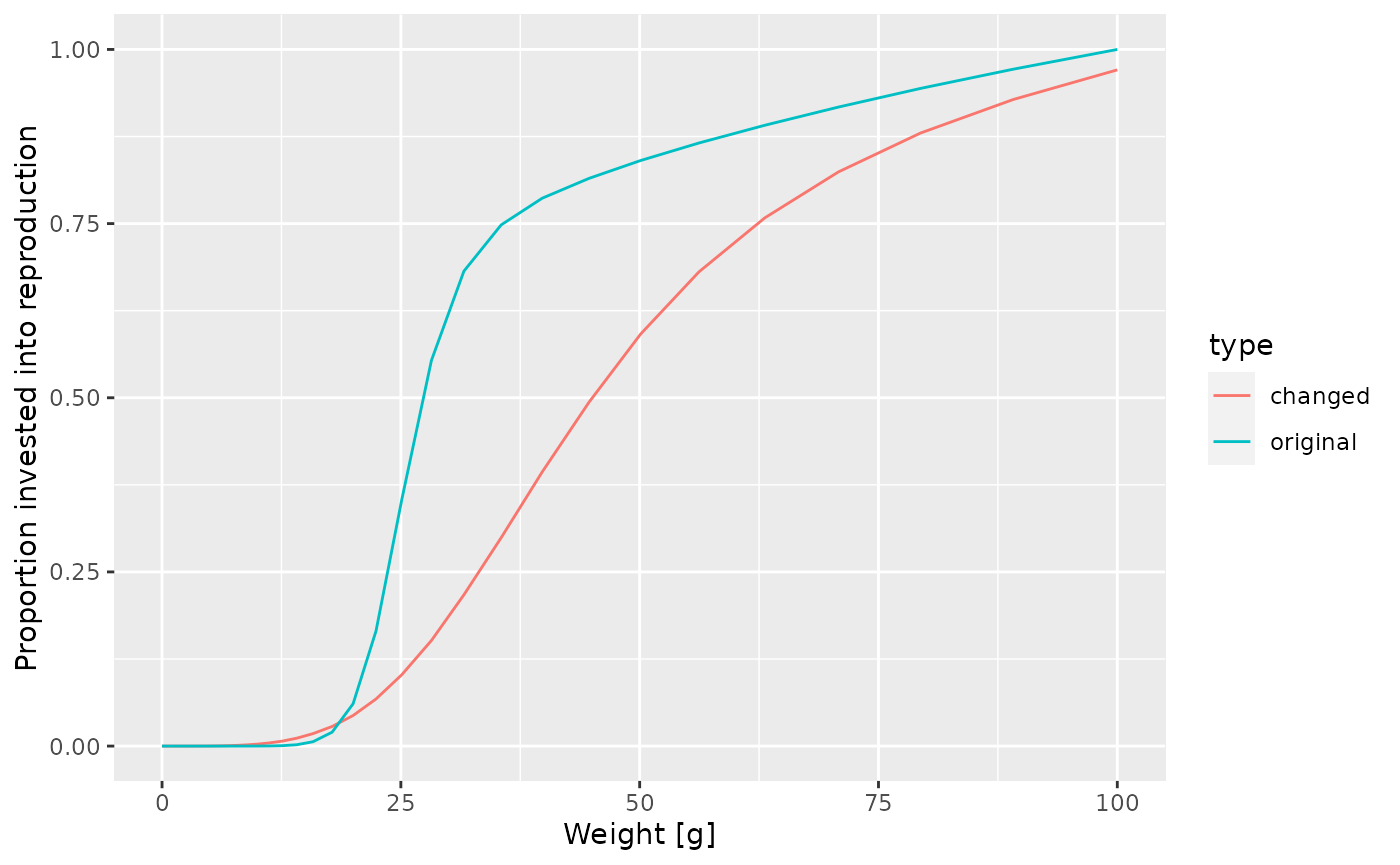 Proportion invested into reproduction
1.00
0.75
0.50
0.25
0.00
0 25 50 75 100
Weight [g]
type
changed
original